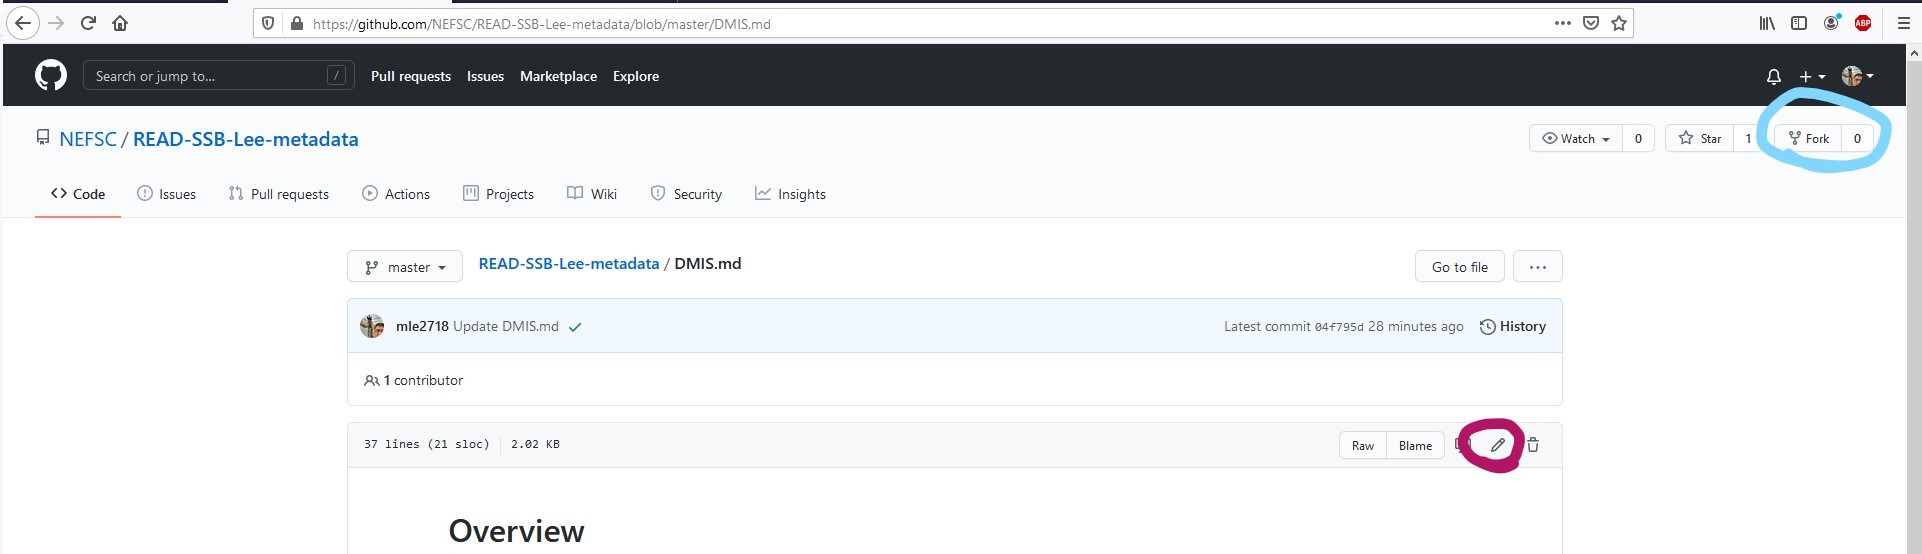 https://github.com/NEFSC/READ-SSB-Lee-metadata/blob/master/DMIS.md
ABP
Search or jump to... / Pull requests Issues Marketplace Explore
NEFSC / READ-SSB-Lee-metadata Watch 0 Star 1 Fork 0
Code Issues Pull requests Actions Projects Wiki Security Insights
master READ-SSB-Lee-metadata / DMIS.md Go to file ...
mle2718 Update DMIS.md Latest commit 04f795d 28 minutes ago History
1 contributor
37 lines (21 sloc) 2.02 KB Raw Blame
Overview